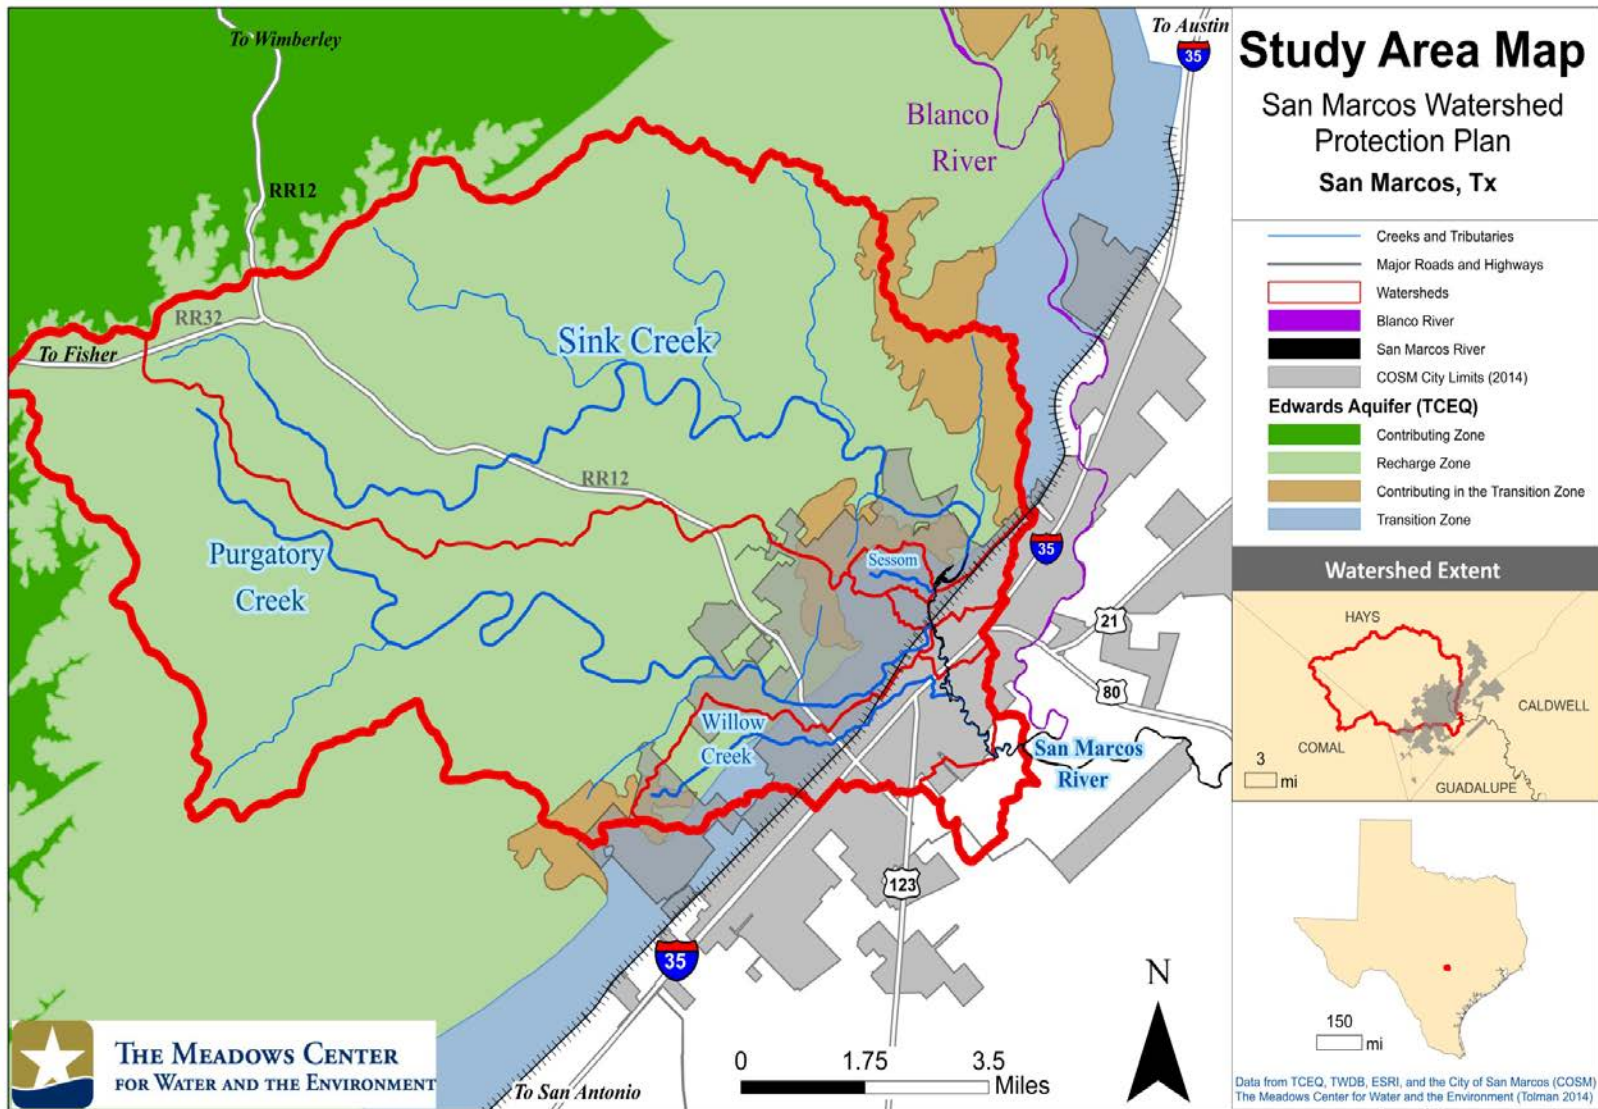 To Wimberley
To Austin
35
Blanco
River
RR12
RR32
To Fisher
Sink Creek
RR12
Purgatory
Creek
Sessom
35
21
80
Willow
Creek
San Marcos
River
123
35
N
0 1.75 3.5
Miles
To San Antonio
THE MEADOWS CENTER
FOR WATER AND THE ENVIRONMENT
Study Area Map
San Marcos Watershed
Protection Plan
San Marcos, Tx
Creeks and Tributaries
Major Roads and Highways
Watersheds
Blanco River
San Marcos River
COSM City Limits (2014)
Edwards Aquifer (TCEQ)
Contributing Zone
Recharge Zone
Contributing in the Transition Zone
Transition Zone
Watershed Extent
HAYS
CALDWELL
COMAL
GUADALUPE
3
mi
150
mi
Data from TCEQ, TWDB, ESRI, and the City of San Marcos (COSM)
The Meadows Center for Water and the Environment (Tolman 2014)